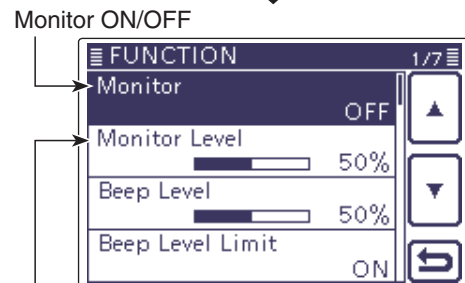 Monitor ON/OFF
FUNCTION 1/7
Monitor
OFF
Monitor Level
50%
Beep Level
50%
Beep Level Limit
ON